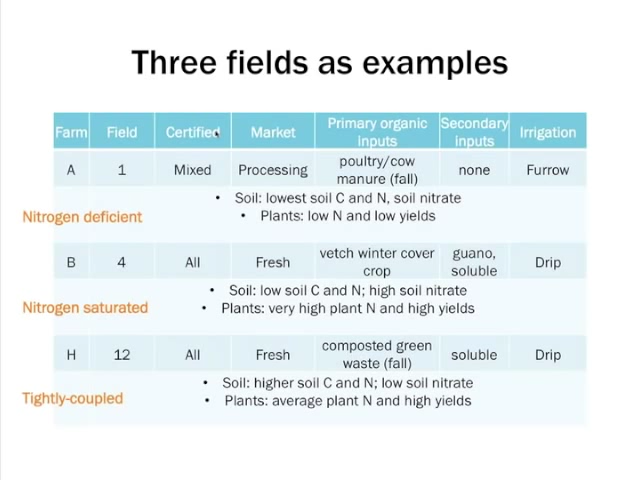 Three fields as examples
Farm Field Certified Market Primary organic inputs Secondary inputs Irrigation
A 1 Mixed Processing poultry/cow manure (fall) none Furrow
• Soil: lowest soil C and N, soil nitrate
Nitrogen deficient
• Plants: low N and low yields
B 4 All Fresh vetch winter cover crop guano, soluble Drip
• Soil: low soil C and N; high soil nitrate
Nitrogen saturated
• Plants: very high plant N and high yields
H 12 All Fresh composted green waste (fall) soluble Drip
• Soil: higher soil C and N; low soil nitrate
Tightly-coupled
• Plants: average plant N and high yields